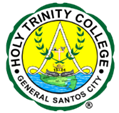 • HOLY TRINITY COLLEGE •
GENERAL SANTOS CITY
®